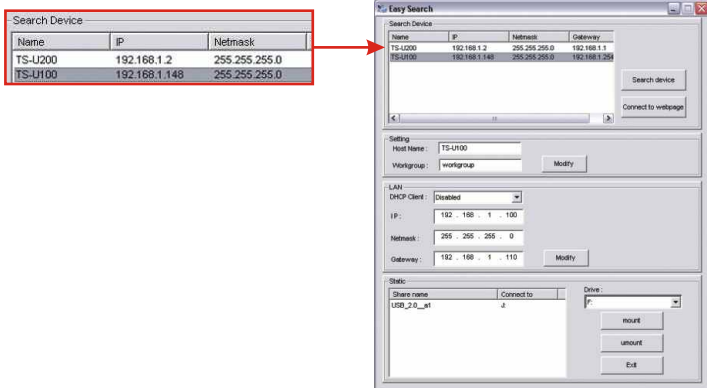 Search Device
Name IP Netmask
TS-U200 192.168.1.2 255.255.255.0
TS-U100 192.168.1.148 255.255.255.0
Easy Search
Search Device
Name IP Netmask Gateway
TS-U200 192.168.1.2 255.255.255.0 192.168.1.1
TS-U100 192.168.1.148 255.255.255.0 192.168.1.254
Search device
Connect to webpage
Setting
Host Name : TS-U100
Workgroup : workgroup Modify
LAN
DHCP Client : Disabled
IP : 192 . 168 . 1 . 100
Netmask : 255 . 255 . 255 . 0
Gateway : 192 . 168 . 1 . 110 Modify
Static
Share name Connect to
USB_2.0__a1 J:
Drive :
F:
mount
umount
Exit